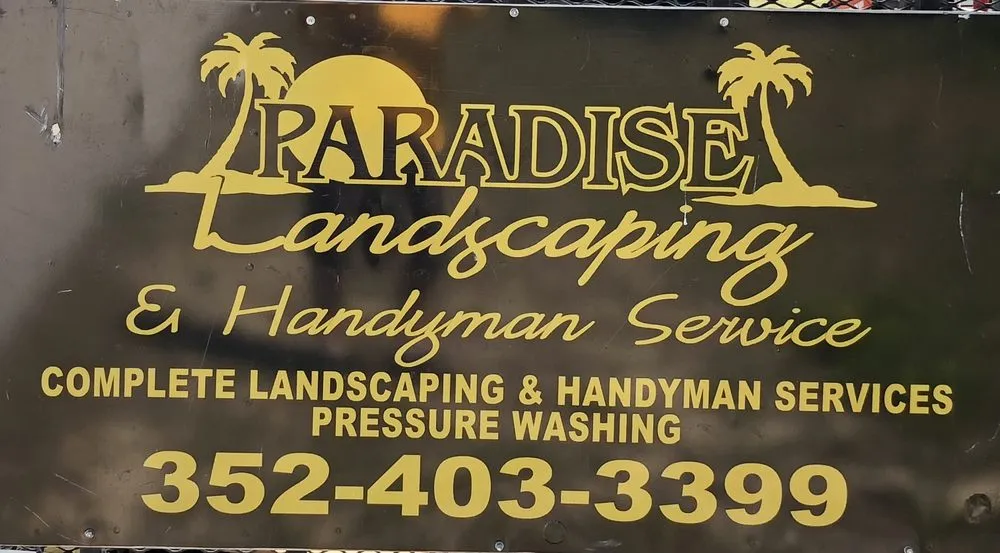 PARADISE
Landscaping
& Handyman Service
COMPLETE LANDSCAPING & HANDYMAN SERVICES
PRESSURE WASHING
352-403-3399